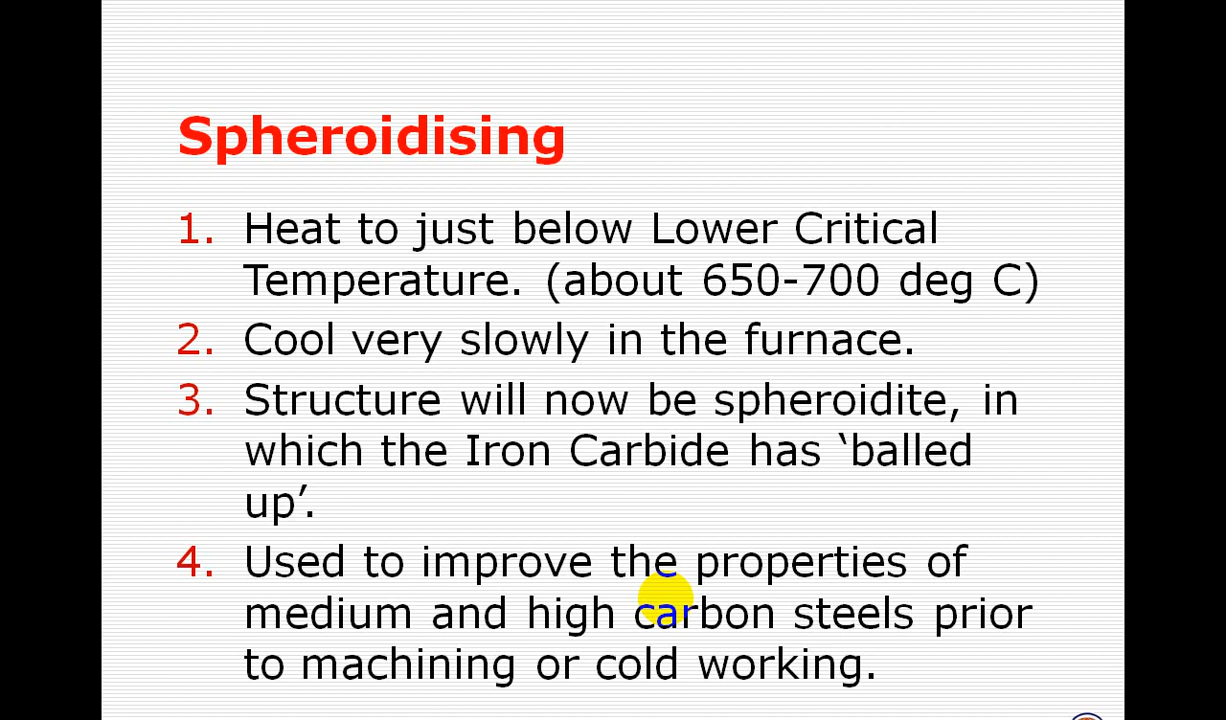 Spheroidising
1. Heat to just below Lower Critical
Temperature. (about 650-700 deg C)
2. Cool very slowly in the furnace.
3. Structure will now be spheroidite, in
which the Iron Carbide has ‘balled
up’.
4. Used to improve the properties of
medium and high carbon steels prior
to machining or cold working.